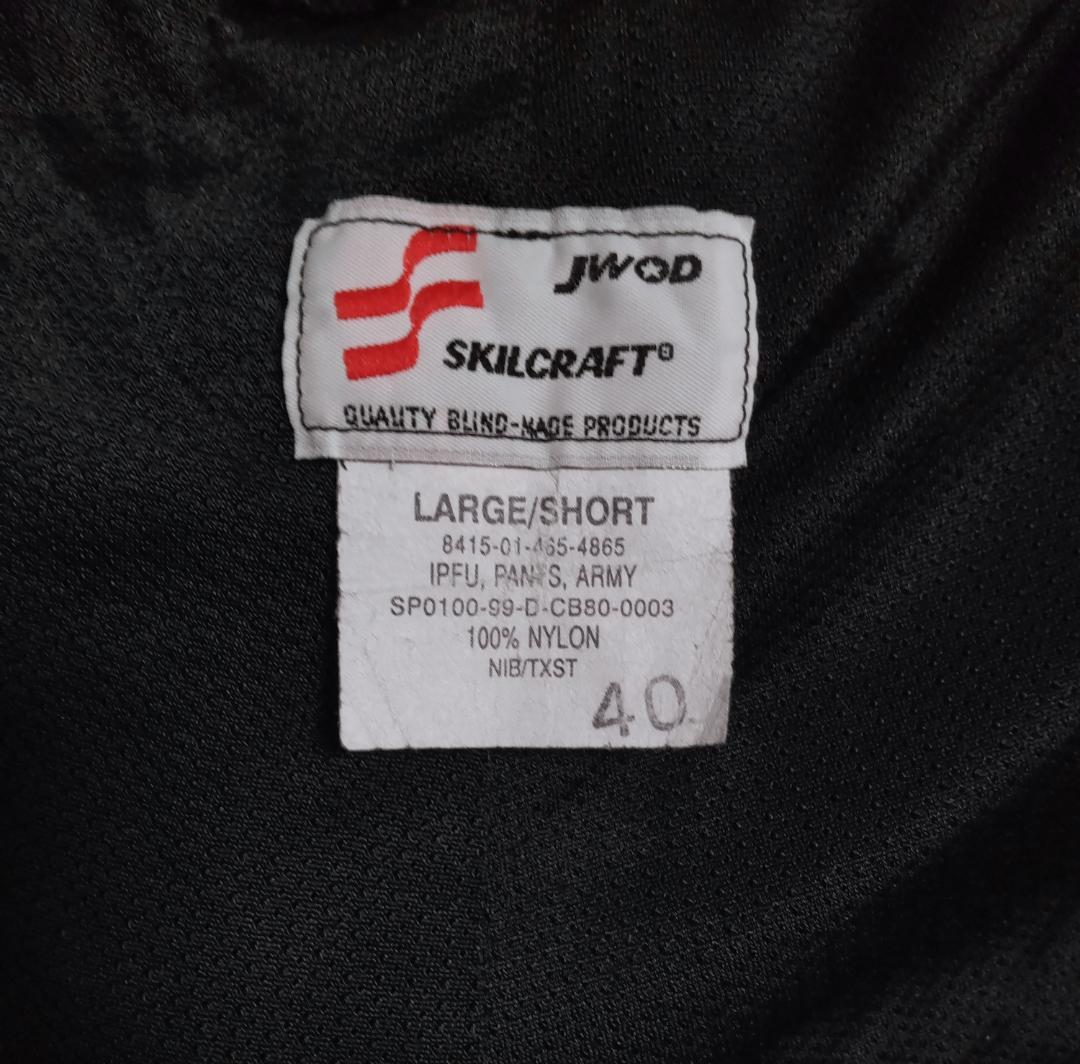 JWOD
SKILCRAFT®
QUALITY BLIND-MADE PRODUCTS
LARGE/SHORT
8415-01-465-4865
IPFU, PANTS, ARMY
SP0100-99-D-CB80-0003
100% NYLON
NIB/TXST
40